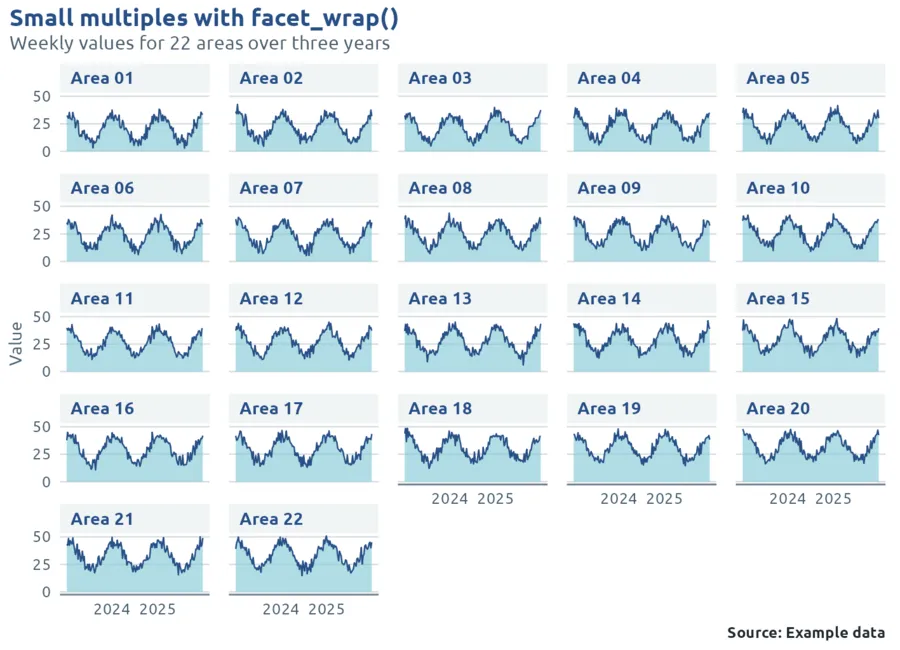 Small multiples with facet_wrap()
Weekly values for 22 areas over three years
Area 01 Area 02 Area 03 Area 04 Area 05
50
25
0
Area 06 Area 07 Area 08 Area 09 Area 10
50
25
0
Area 11 Area 12 Area 13 Area 14 Area 15
50
25
0
Value
Area 16 Area 17 Area 18 Area 19 Area 20
50
25
0
2024 2025 2024 2025 2024 2025
Area 21 Area 22
50
25
0
2024 2025 2024 2025
Source: Example data